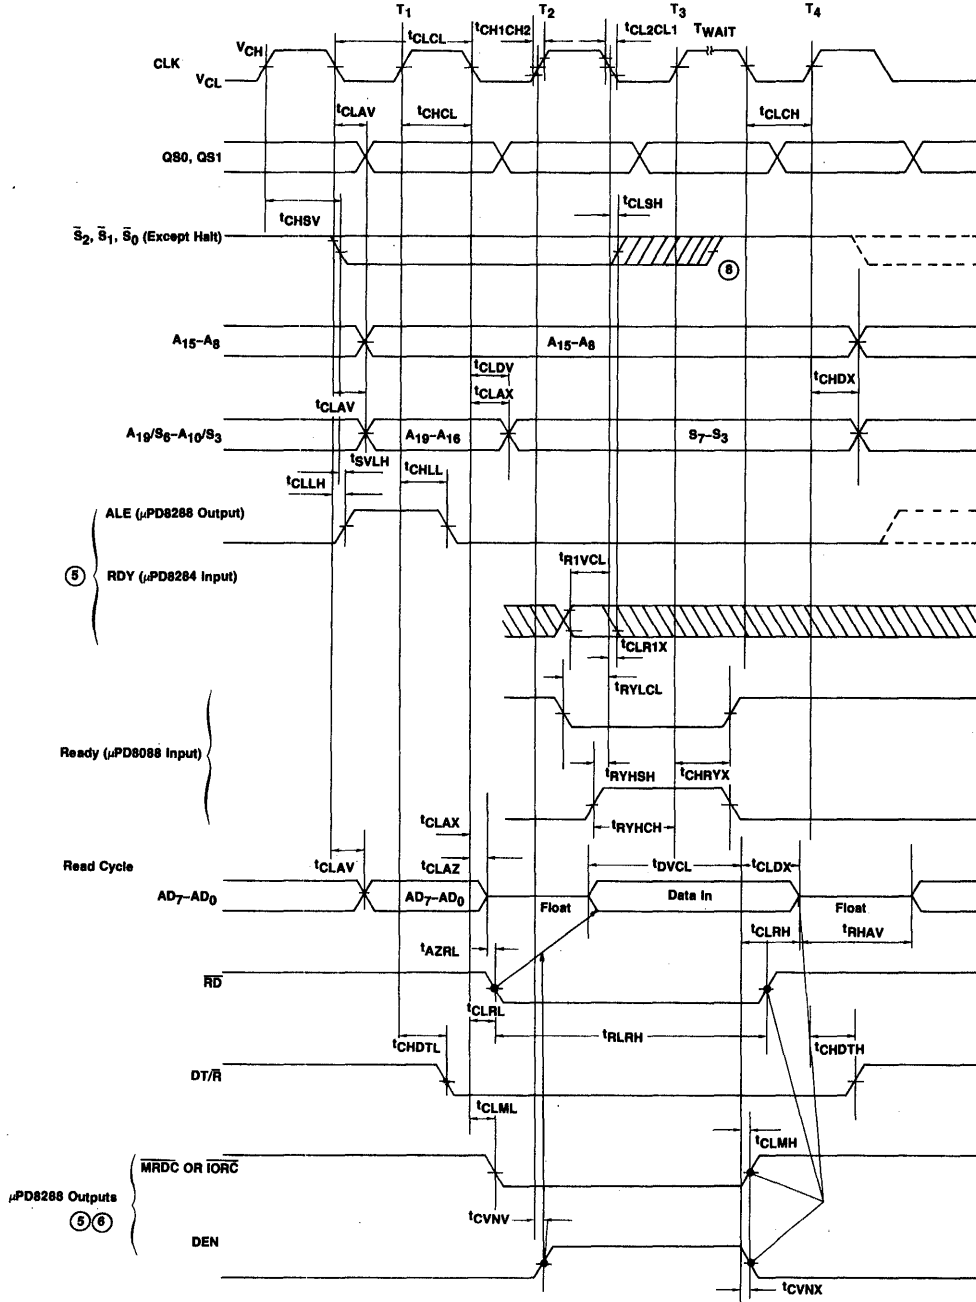 T1 T2 T3 T4
tCLCL tCH1CH2 tCL2CL1 TWAIT
VCH
CLK
VCL
tCLAV tCHCL tCLCH
QS0, QS1
tCLSH
tCHSV
S̅2, S̅1, S̅0 (Except Halt)
8
A15–A8 A15–A8
tCLDV
tCHDX
tCLAX
tCLAV
A19/S6–A10/S3 A19–A16 S7–S3
tSVLH
tCHLL
tCLLH
ALE (μPD8288 Output)
tR1VCL
5 RDY (μPD8284 Input)
tCLR1X
tRYLCL
Ready (μPD8088 Input)
tRYHSH tCHRYX
tCLAX
tRYHCH
Read Cycle
tCLAV tCLAZ tDVCL tCLDX
AD7–AD0 AD7–AD0 Float Data In Float
tCLRH tRHAV
tAZRL
R̅D̅
tCLRL
tRLRH
tCHDTL tCHDTH
DT/R̅
tCLML
tCLMH
M̅R̅D̅C̅ OR I̅O̅R̅C̅
μPD8288 Outputs
5 6
tCVNV
DEN
tCVNX